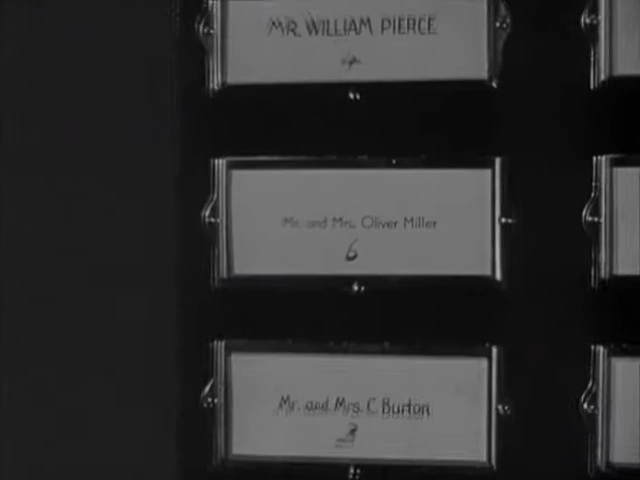 MR. WILLIAM PIERCE
Mr. and Mrs. Oliver Miller
6
Mr. and Mrs. C Burton
3